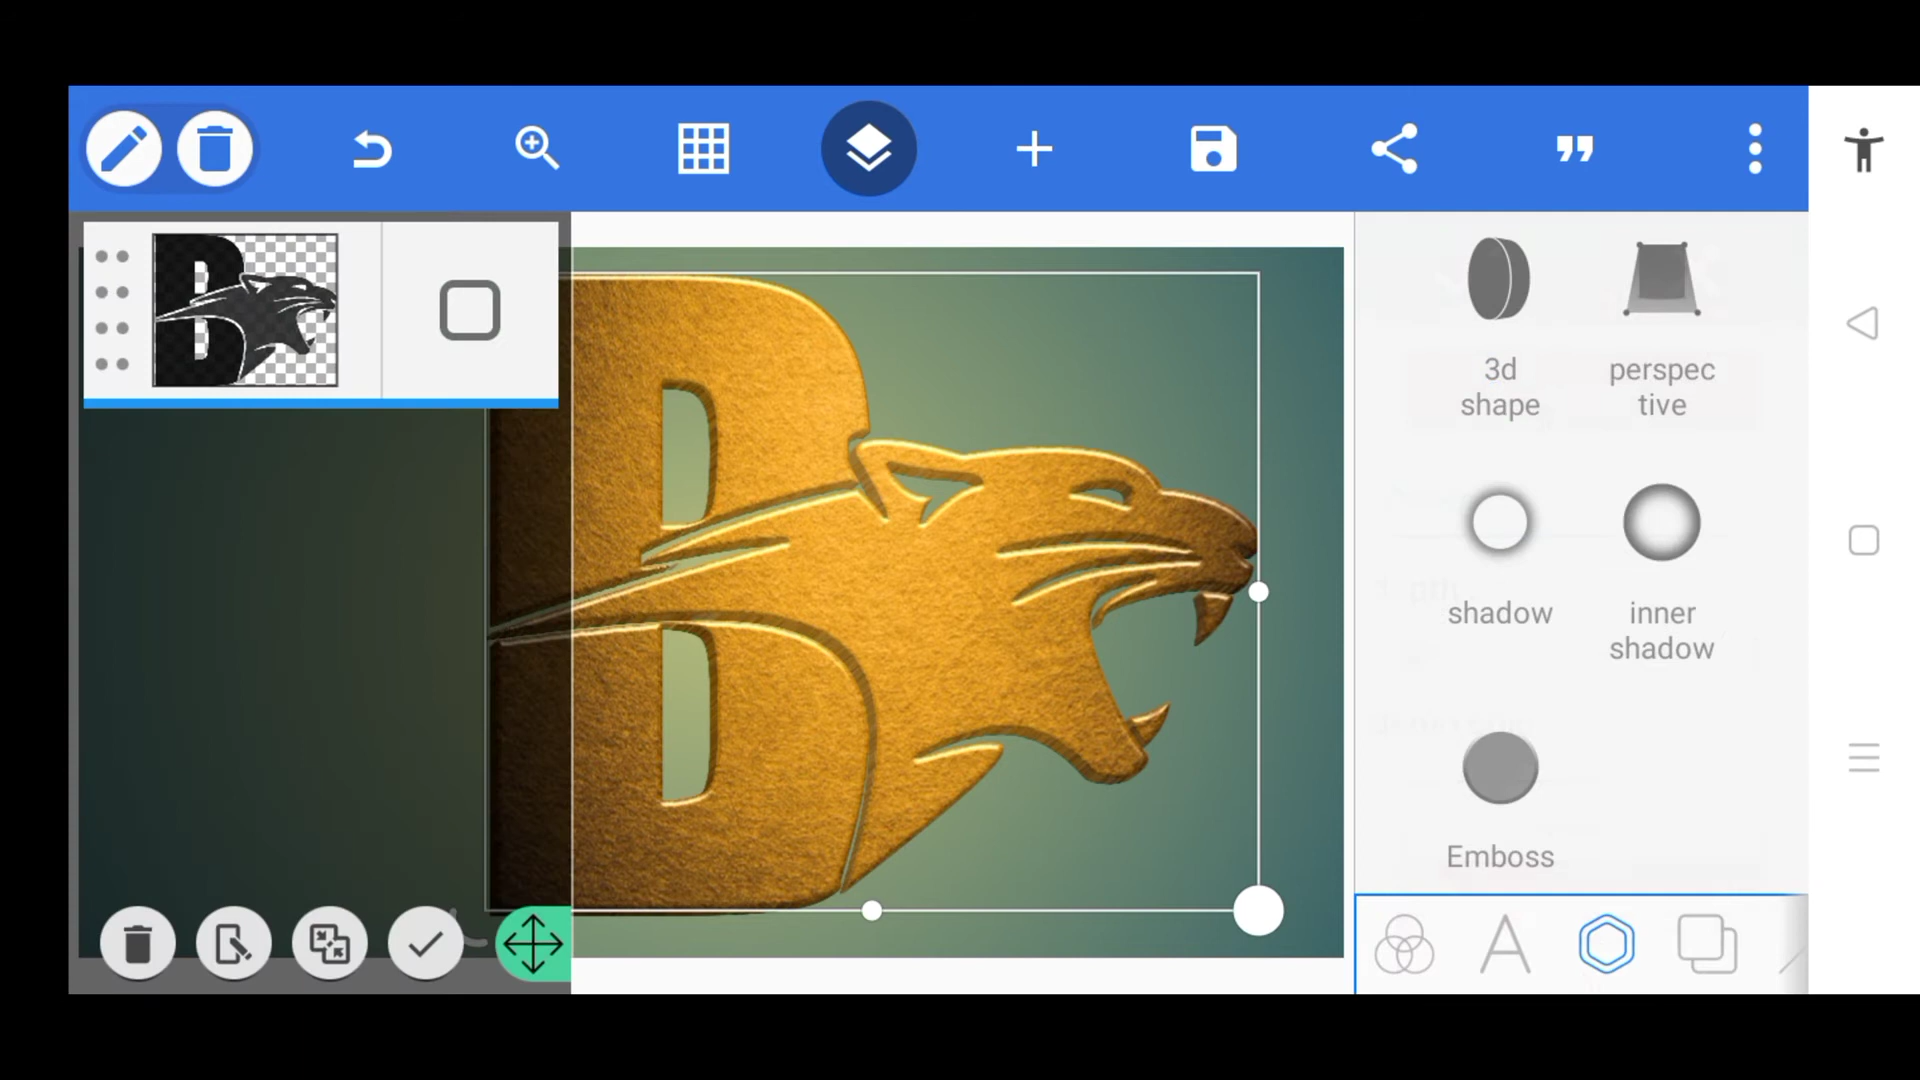 3d
shape
perspec
tive
shadow
inner
shadow
Emboss
B